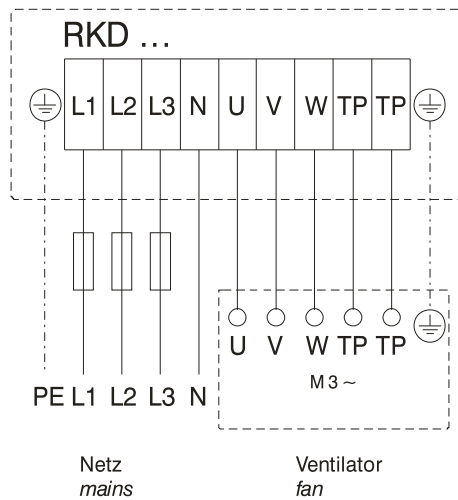 RKD ...
L1 L2 L3 N U V W TP TP
U V W TP TP
M 3 ~
PE L1 L2 L3 N
Netz
mains
Ventilator
fan